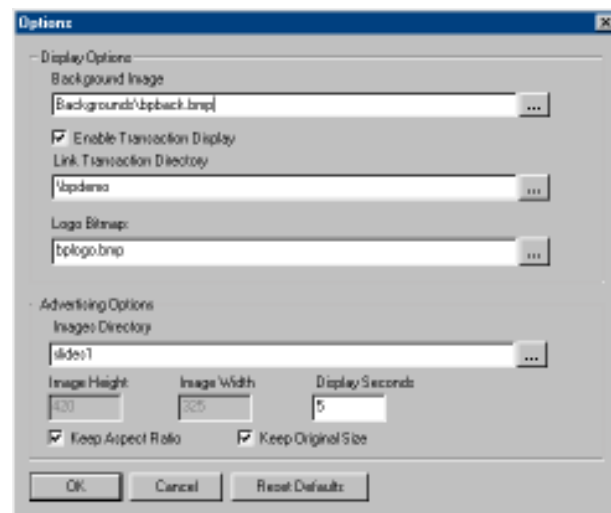 Options
Display Options
Background Image
Backgrounds\bpback.bmp
...
Enable Transaction Display
Link Transaction Directory
\bpdemo
...
Logo Bitmap:
bplogo.bmp
...
Advertising Options
Images Directory
slides1
...
Image Height Image Width Display Seconds
420 325 5
Keep Aspect Ratio Keep Original Size
OK Cancel Reset Defaults